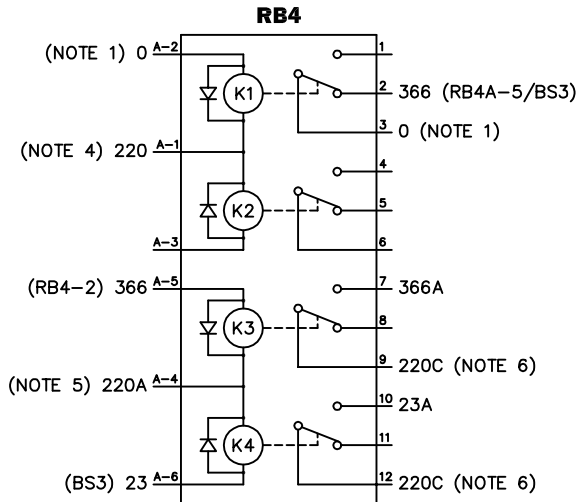 RB4
(NOTE 1) 0 A-2 1
K1 2 366 (RB4A-5/BS3)
3 0 (NOTE 1)
(NOTE 4) 220 A-1
4
K2 5
A-3 6
(RB4-2) 366 A-5 7 366A
K3 8
9 220C (NOTE 6)
(NOTE 5) 220A A-4
10 23A
K4 11
(BS3) 23 A-6 12 220C (NOTE 6)